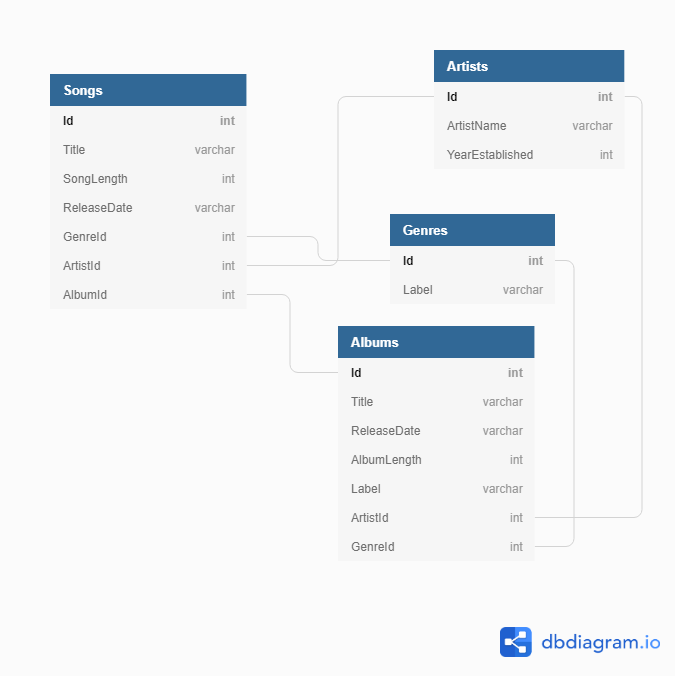 Songs
Id int
Title varchar
SongLength int
ReleaseDate varchar
GenreId int
ArtistId int
AlbumId int
Artists
Id int
ArtistName varchar
YearEstablished int
Genres
Id int
Label varchar
Albums
Id int
Title varchar
ReleaseDate varchar
AlbumLength int
Label varchar
ArtistId int
GenreId int
dbdiagram.io